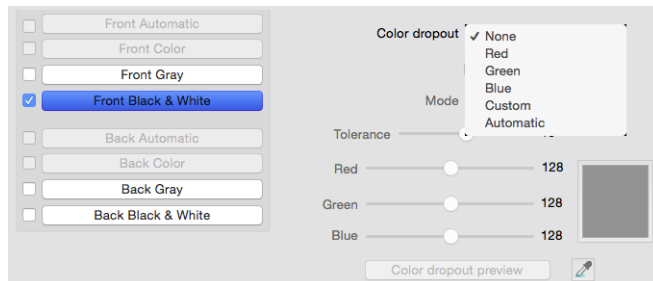 Front Automatic
Front Color
Front Gray
Front Black & White
Back Automatic
Back Color
Back Gray
Back Black & White
Color dropout
✓ None
Red
Green
Blue
Custom
Automatic
Mode
Tolerance
Red 128
Green 128
Blue 128
Color dropout preview